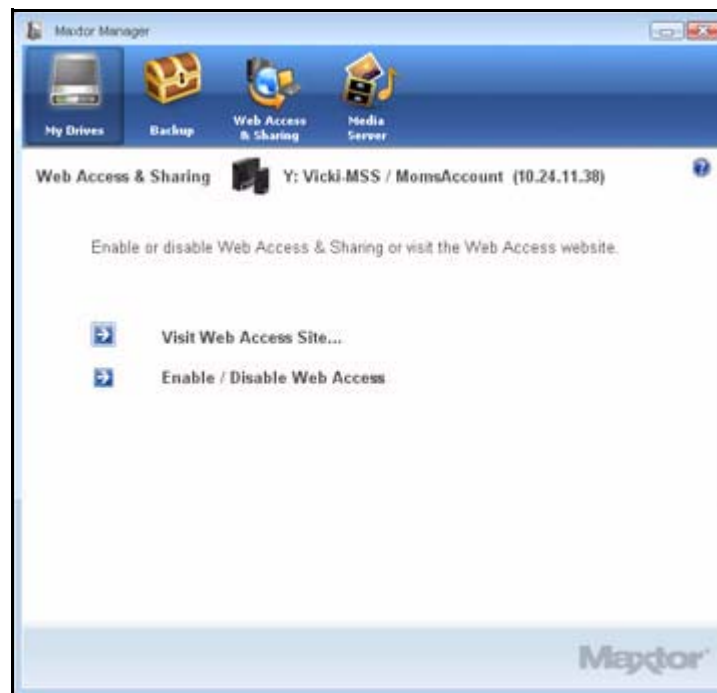 Maxtor Manager
My Drives
Backup
Web Access
& Sharing
Media
Server
Web Access & Sharing
Y: Vicki-MSS / MomsAccount (10.24.11.38)
Enable or disable Web Access & Sharing or visit the Web Access website.
Visit Web Access Site...
Enable / Disable Web Access
Maxtor